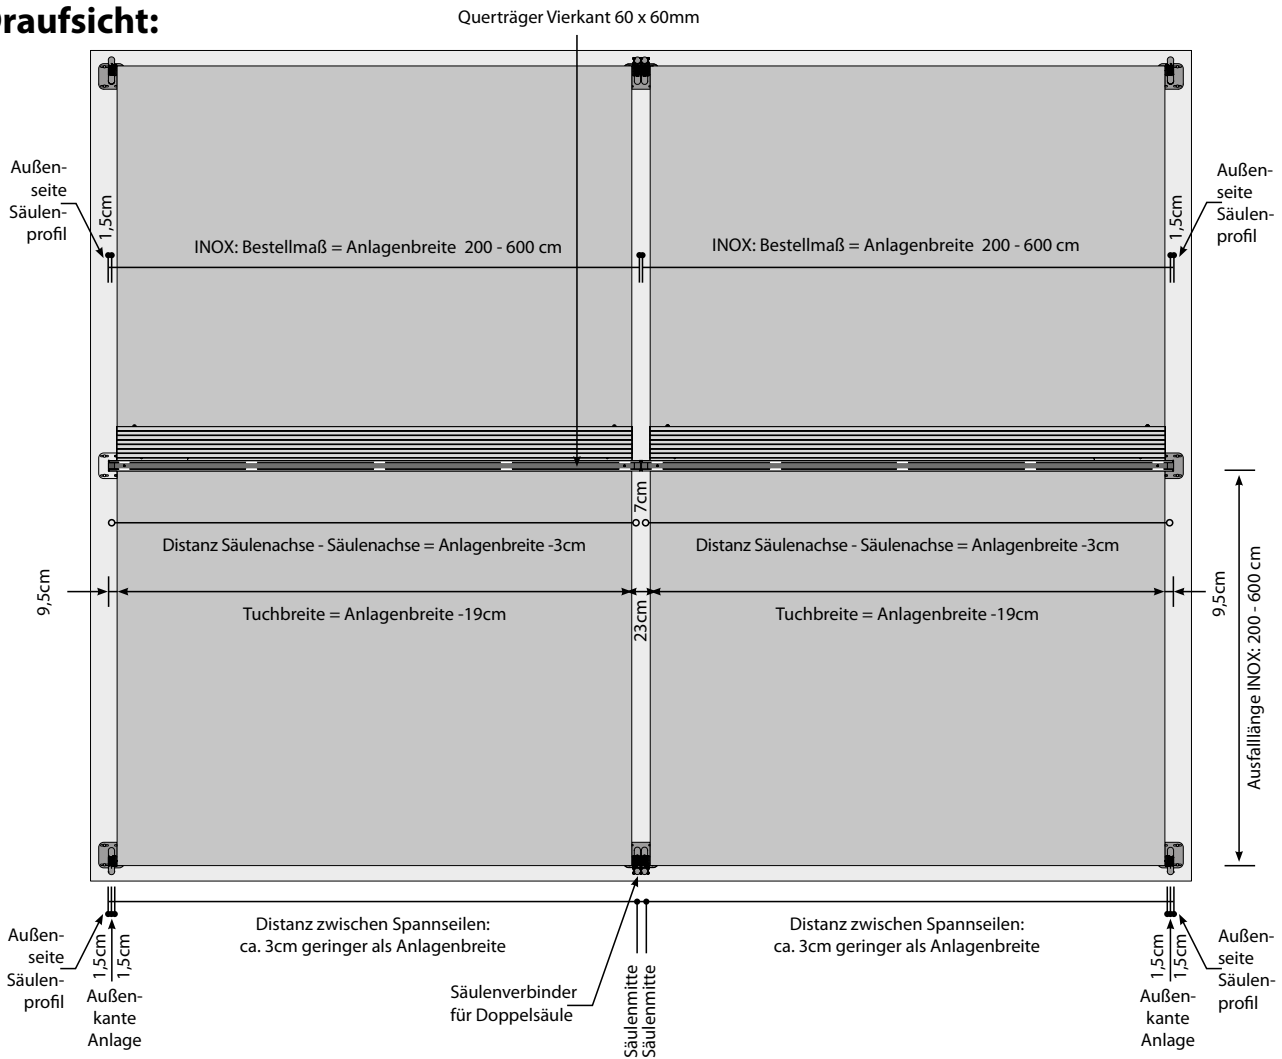 raufsicht:
Querträger Vierkant 60 x 60mm
Außen-
seite
Säulen-
profil
1,5cm
INOX: Bestellmaß = Anlagenbreite 200 - 600 cm
INOX: Bestellmaß = Anlagenbreite 200 - 600 cm
1,5cm
Außen-
seite
Säulen-
profil
7cm
Distanz Säulenachse - Säulenachse = Anlagenbreite -3cm
Distanz Säulenachse - Säulenachse = Anlagenbreite -3cm
9,5cm
Tuchbreite = Anlagenbreite -19cm
23cm
Tuchbreite = Anlagenbreite -19cm
9,5cm
Ausfalllänge INOX: 200 - 600 cm
Außen-
seite
Säulen-
profil
1,5cm
1,5cm
Außen-
kante
Anlage
Distanz zwischen Spannseilen:
ca. 3cm geringer als Anlagenbreite
Säulenverbinder
für Doppelsäule
Säulenmitte
Säulenmitte
Distanz zwischen Spannseilen:
ca. 3cm geringer als Anlagenbreite
1,5cm
1,5cm
Außen-
kante
Anlage
Außen-
seite
Säulen-
profil